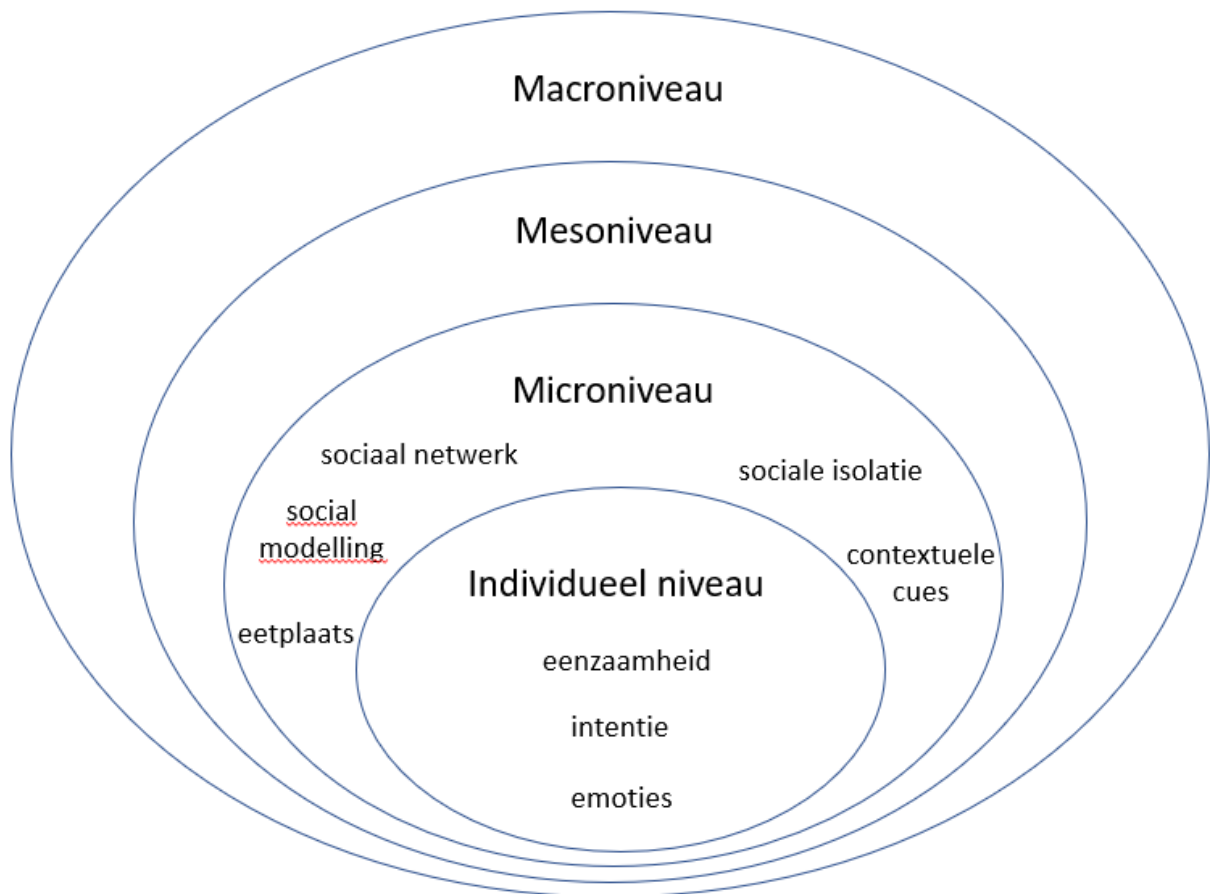 Macroniveau
Mesoniveau
Microniveau
sociaal netwerk
sociale isolatie
social
modelling
contextuele
cues
eetplaats
Individueel niveau
eenzaamheid
intentie
emoties